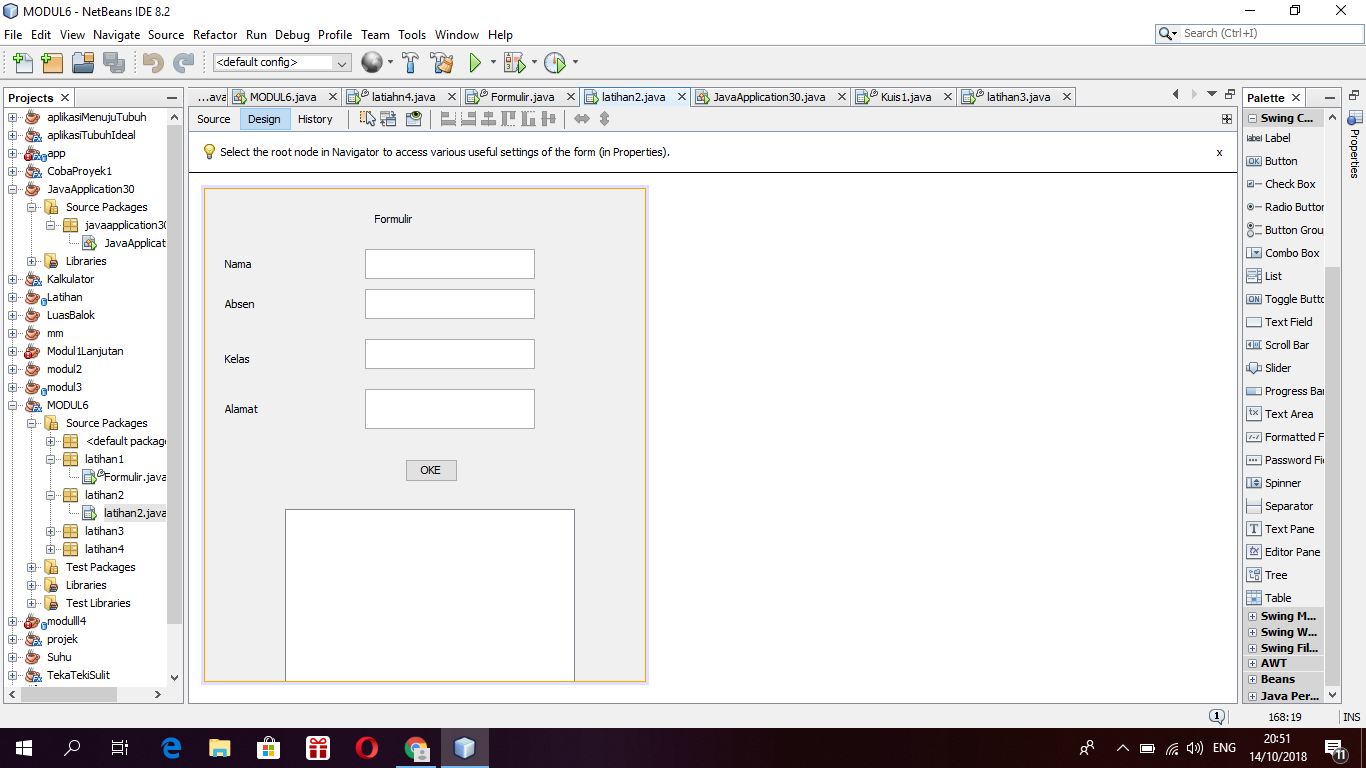 MODUL6 - NetBeans IDE 8.2
File Edit View Navigate Source Refactor Run Debug Profile Team Tools Window Help
Search (Ctrl+I)
<default config>
Projects
aplikasiMenujuTubuh
aplikasiTubuhIdeal
app
CobaProyek1
JavaApplication30
Source Packages
javaapplication30
JavaApplicat
Libraries
Kalkulator
Latihan
LuasBalok
mm
Modul1Lanjutan
modul2
modul3
MODUL6
Source Packages
<default package
latihan1
Formulir.java
latihan2
latihan2.java
latihan3
latihan4
Test Packages
Libraries
Test Libraries
modull4
projek
Suhu
TekaTekiSulit
...ava MODUL6.java latiahn4.java Formulir.java latihan2.java JavaApplication30.java Kuis1.java latihan3.java
Source Design History
Select the root node in Navigator to access various useful settings of the form (in Properties). x
Formulir
Nama
Absen
Kelas
Alamat
OKE
Palette
Swing C...
Label
Button
Check Box
Radio Button
Button Grou
Combo Box
List
Toggle Butto
Text Field
Scroll Bar
Slider
Progress Bar
Text Area
Formatted F
Password Fie
Spinner
Separator
Text Pane
Editor Pane
Tree
Table
Swing M...
Swing W...
Swing Fil...
AWT
Beans
Java Per...
Properties
1 168:19 INS
ENG
20:51
14/10/2018
11